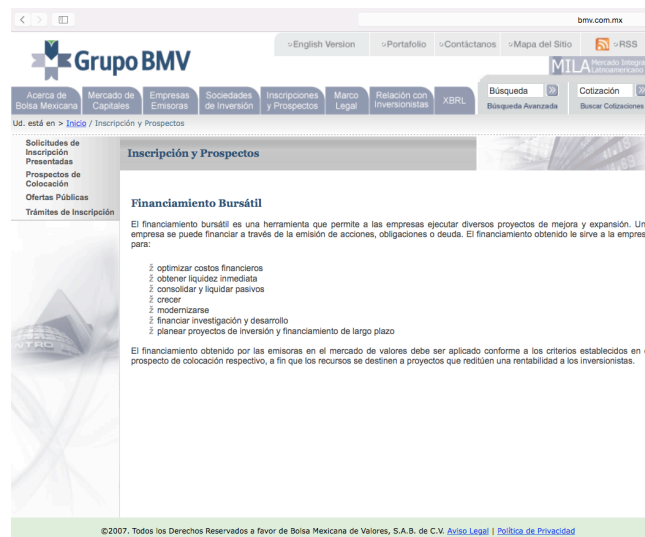 bmv.com.mx
English Version
Portafolio
Contáctanos
Mapa del Sitio
RSS
Grupo BMV
MILA Mercado Integra
Latinoamericano
Acerca de
Bolsa Mexicana
Mercado de
Capitales
Empresas
Emisoras
Sociedades
de Inversión
Inscripciones
y Prospectos
Marco
Legal
Relación con
Inversionistas
XBRL
Búsqueda
Búsqueda Avanzada
Cotización
Buscar Cotizaciones
Ud. está en > Inicio / Inscripción y Prospectos
Solicitudes de
Inscripción
Presentadas
Prospectos de
Colocación
Ofertas Públicas
Trámites de Inscripción
Inscripción y Prospectos
Financiamiento Bursátil
El financiamiento bursátil es una herramienta que permite a las empresas ejecutar diversos proyectos de mejora y expansión. Un
empresa se puede financiar a través de la emisión de acciones, obligaciones o deuda. El financiamiento obtenido le sirve a la empres
para:
ž optimizar costos financieros
ž obtener liquidez inmediata
ž consolidar y liquidar pasivos
ž crecer
ž modernizarse
ž financiar investigación y desarrollo
ž planear proyectos de inversión y financiamiento de largo plazo
El financiamiento obtenido por las emisoras en el mercado de valores debe ser aplicado conforme a los criterios establecidos en
prospecto de colocación respectivo, a fin que los recursos se destinen a proyectos que reditúen una rentabilidad a los inversionistas.
©2007. Todos los Derechos Reservados a favor de Bolsa Mexicana de Valores, S.A.B. de C.V. Aviso Legal | Política de Privacidad